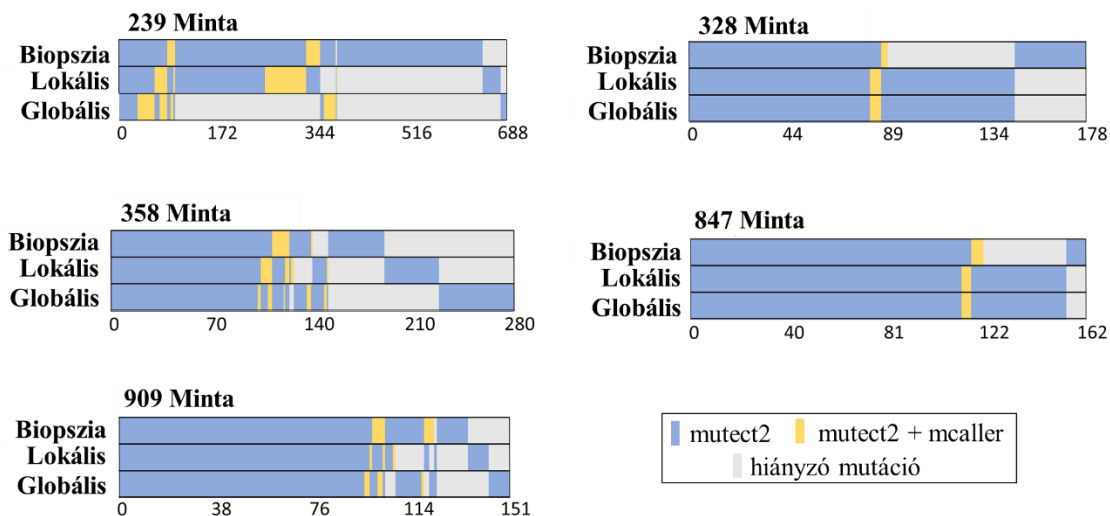 239 Minta
Biopszia
Lokális
Globális
0 172 344 516 688
328 Minta
Biopszia
Lokális
Globális
0 44 89 134 178
358 Minta
Biopszia
Lokális
Globális
0 70 140 210 280
847 Minta
Biopszia
Lokális
Globális
0 40 81 122 162
909 Minta
Biopszia
Lokális
Globális
0 38 76 114 151
mutect2 mutect2 + mcaller
hiányzó mutáció